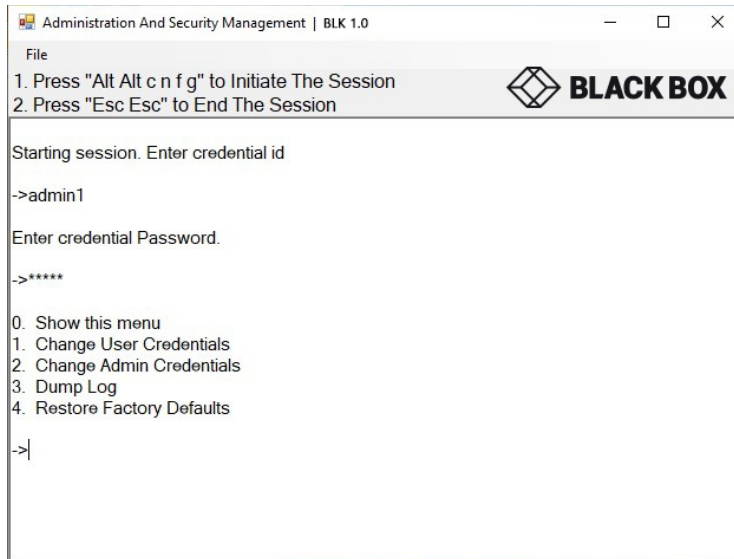 Administration And Security Management | BLK 1.0
File
1. Press "Alt Alt c n f g" to Initiate The Session
2. Press "Esc Esc" to End The Session
BLACK BOX
Starting session. Enter credential id
->admin1
Enter credential Password.
->*****
0. Show this menu
1. Change User Credentials
2. Change Admin Credentials
3. Dump Log
4. Restore Factory Defaults
->